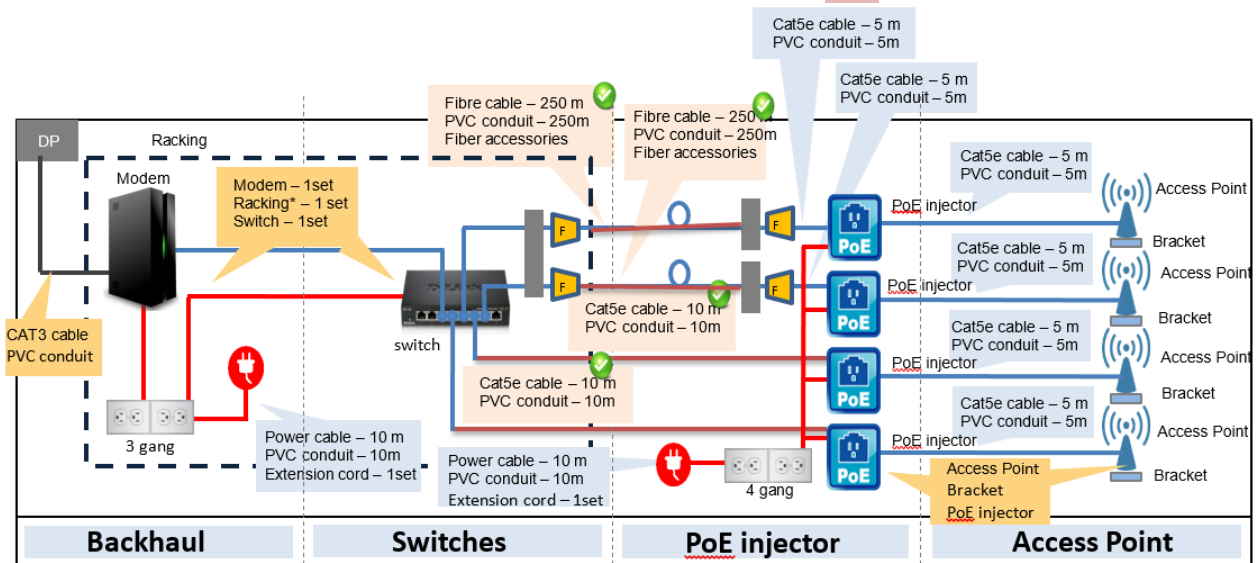 Cat5e cable – 5 m
PVC conduit – 5m
Cat5e cable – 5 m
PVC conduit – 5m
Fibre cable – 250 m
PVC conduit – 250m
Fiber accessories
Fibre cable – 250 m
PVC conduit – 250m
Fiber accessories
DP
Racking
Modem
Modem – 1set
Racking* – 1 set
Switch – 1set
Cat5e cable – 5 m
PVC conduit – 5m
PoE injector
Access Point
Bracket
F
F
PoE
Cat5e cable – 5 m
PVC conduit – 5m
PoE injector
Access Point
Bracket
F
F
PoE
CAT3 cable
PVC conduit
switch
Cat5e cable – 10 m
PVC conduit – 10m
Cat5e cable – 5 m
PVC conduit – 5m
PoE injector
Access Point
Bracket
PoE
Cat5e cable – 10 m
PVC conduit – 10m
Cat5e cable – 5 m
PVC conduit – 5m
PoE injector
Access Point
Bracket
PoE
3 gang
Power cable – 10 m
PVC conduit – 10m
Extension cord – 1set
Power cable – 10 m
PVC conduit – 10m
Extension cord – 1set
4 gang
Access Point
Bracket
PoE injector
Backhaul
Switches
PoE injector
Access Point